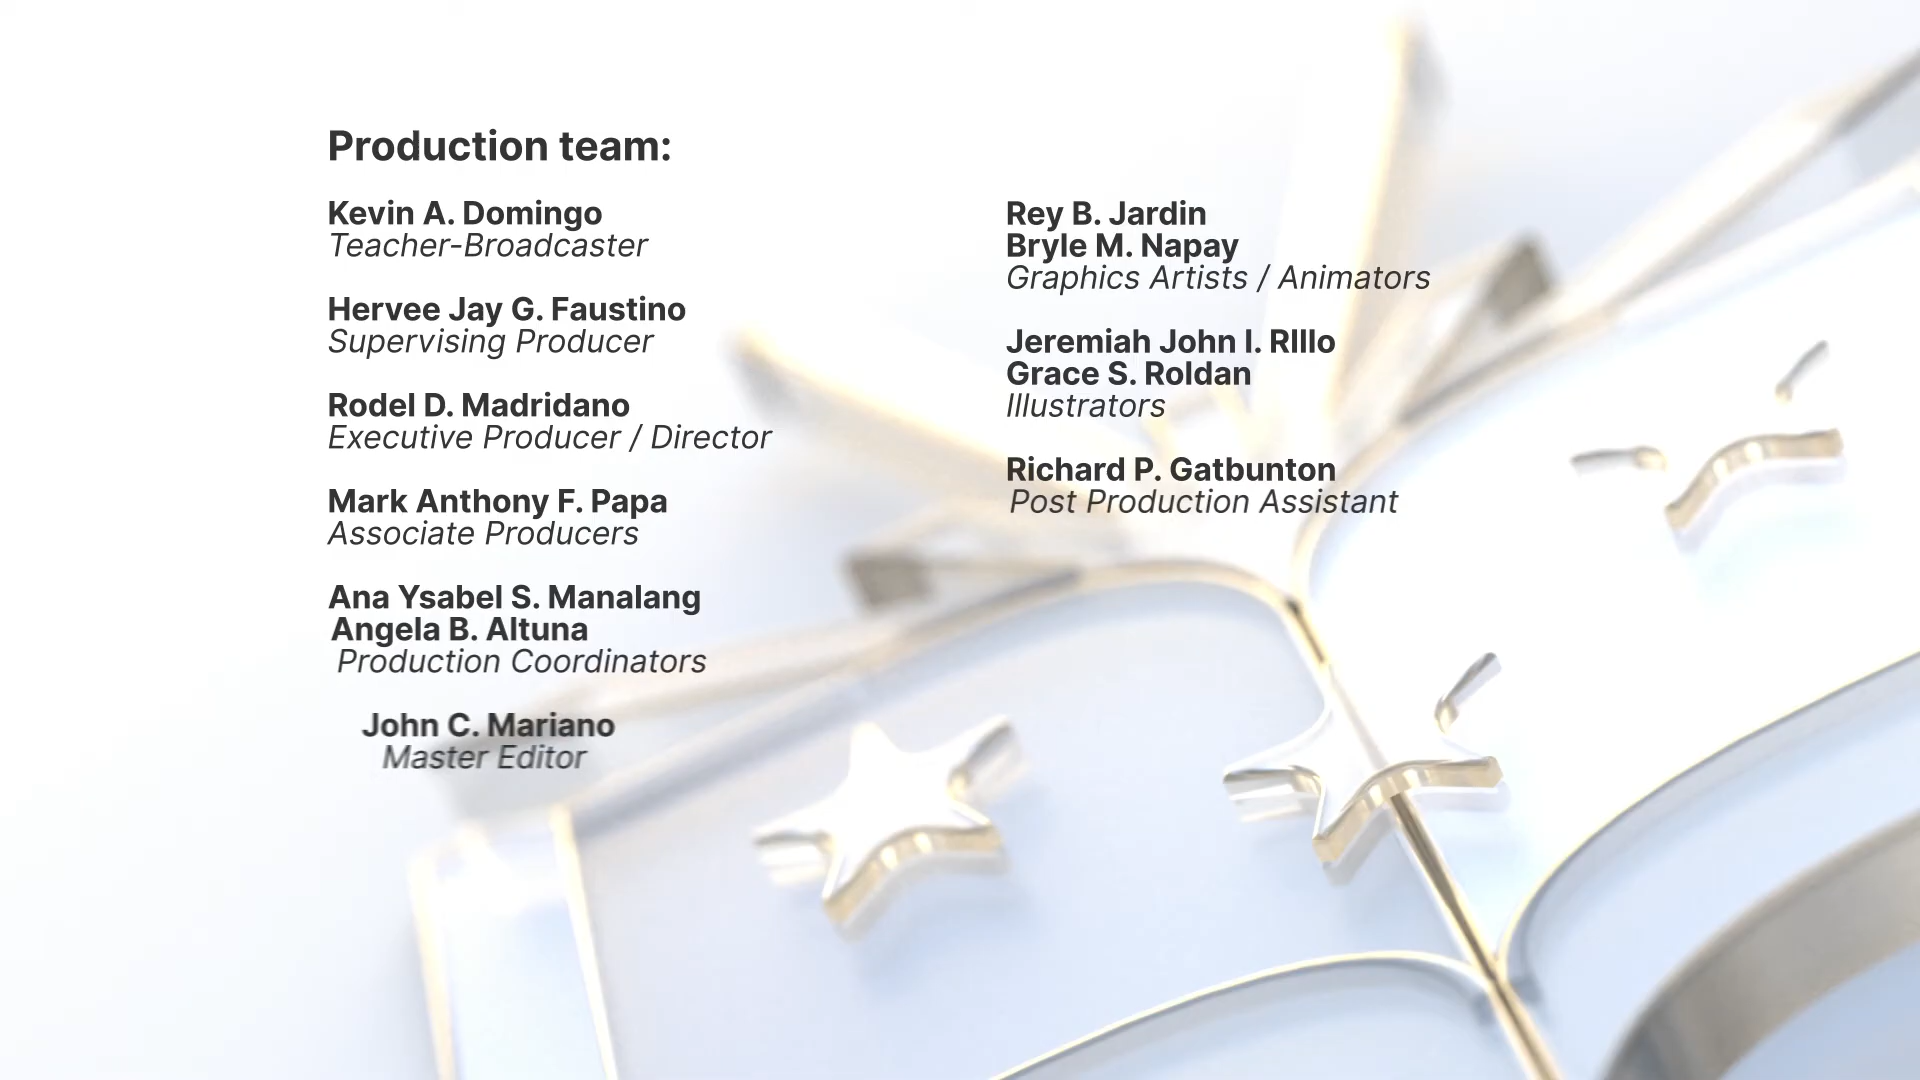 Production team:
Kevin A. Domingo
Teacher-Broadcaster
Hervee Jay G. Faustino
Supervising Producer
Rodel D. Madridano
Executive Producer / Director
Mark Anthony F. Papa
Associate Producers
Ana Ysabel S. Manalang
Angela B. Altuna
Production Coordinators
John C. Mariano
Master Editor
Rey B. Jardin
Bryle M. Napay
Graphics Artists / Animators
Jeremiah John I. RIllo
Grace S. Roldan
Illustrators
Richard P. Gatbunton
Post Production Assistant